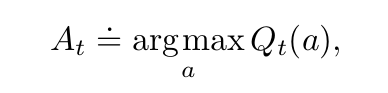 A_t ≐ argmax_a Q_t(a),